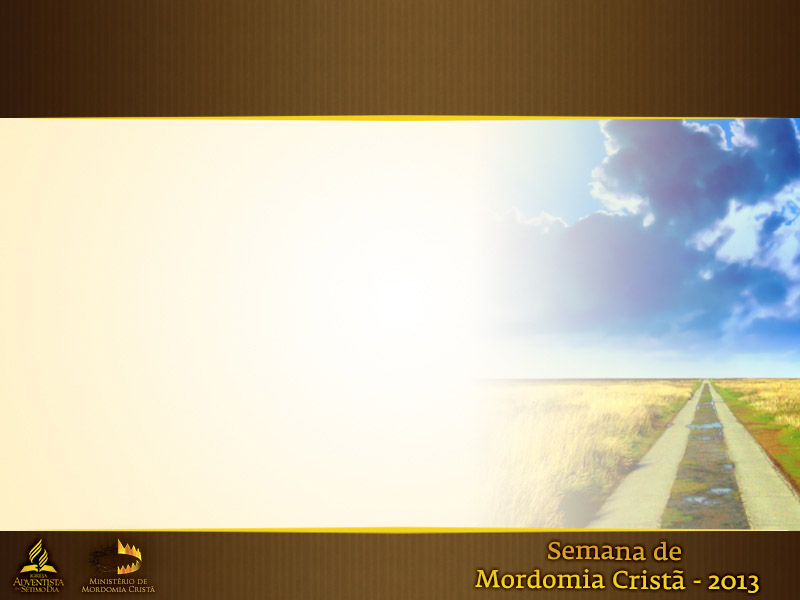 IGREJA
ADVENTISTA
DO SÉTIMO DIA
MINISTÉRIO DE
MORDOMIA CRISTÃ
Semana de
Mordomia Cristã - 2013